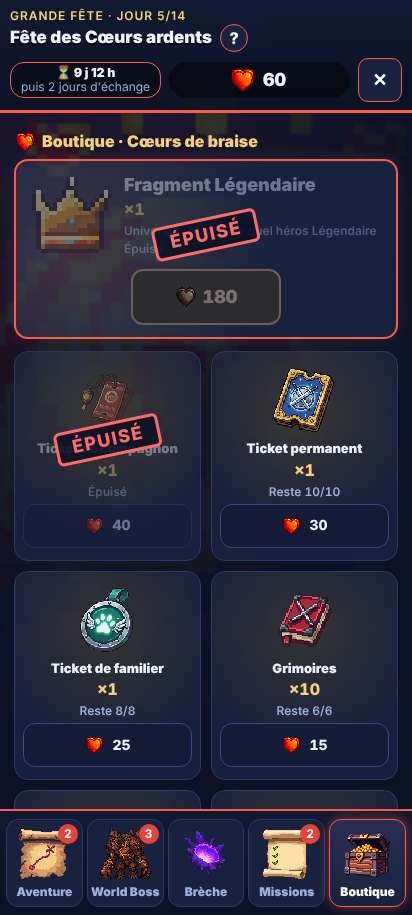 GRANDE FÊTE · JOUR 5/14
Fête des Cœurs ardents ?
⏳ 9 j 12 h
puis 2 jours d'échange
60
×
Boutique · Cœurs de braise
Fragment Légendaire
×1
uel héros Légendaire
ÉPUISÉ
180
ÉPUISÉ
×1
Épuisé
40
Ticket permanent
×1
Reste 10/10
30
Ticket de familier
×1
Reste 8/8
25
Grimoires
×10
Reste 6/6
15
2
Aventure
3
World Boss
Brèche
2
Missions
Boutique